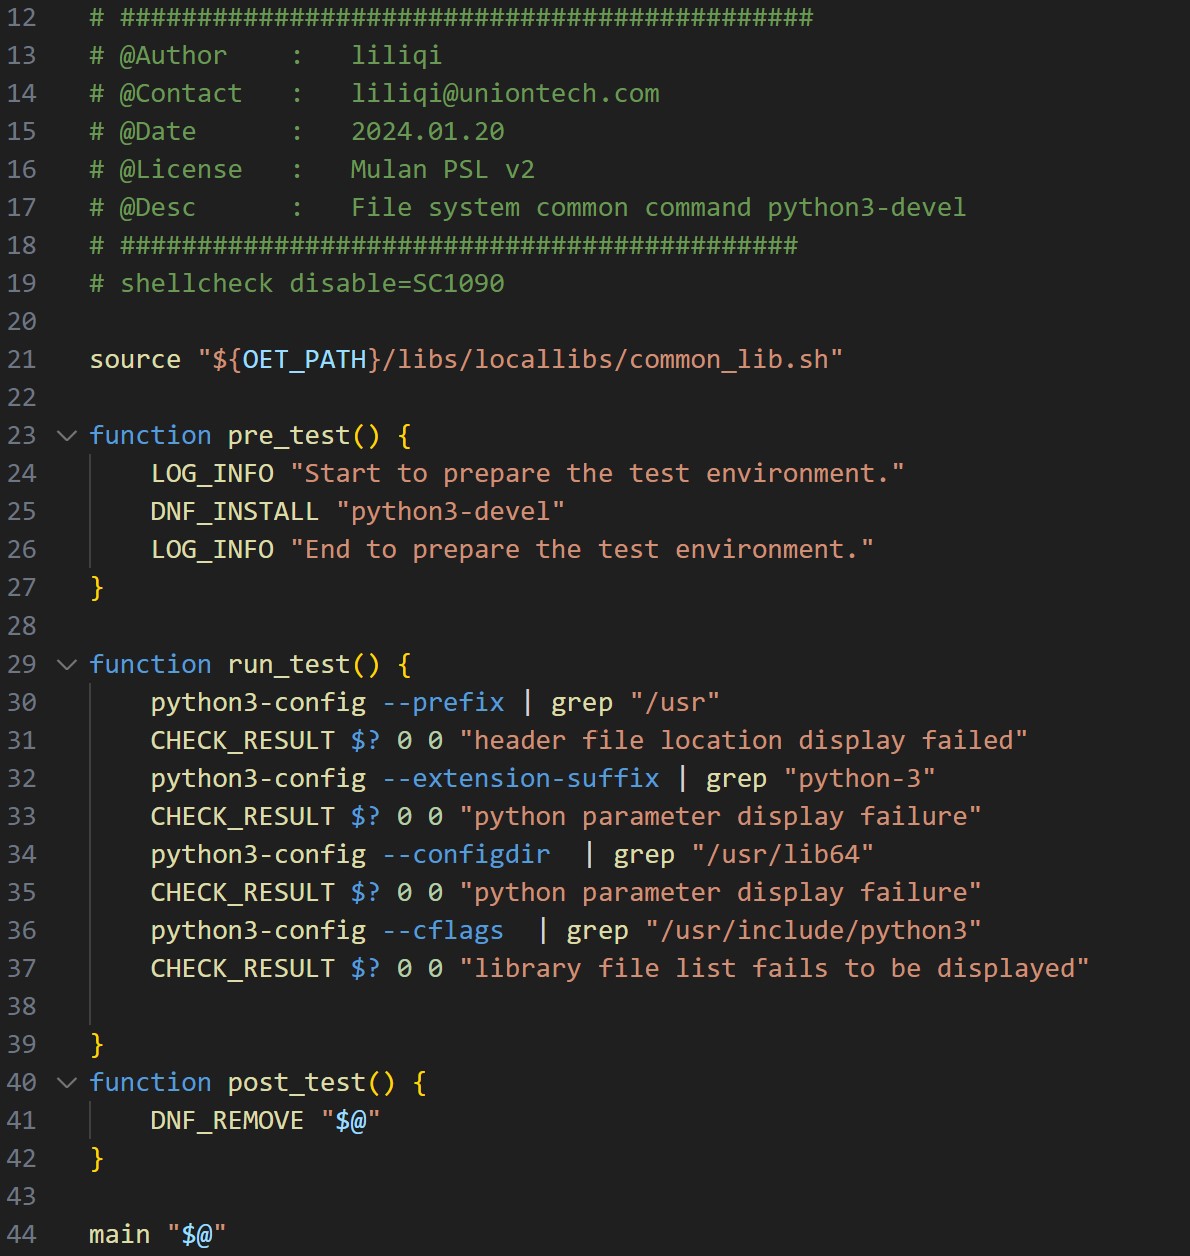 12 # #############################################
13 # @Author    :   liliqi
14 # @Contact   :   liliqi@uniontech.com
15 # @Date      :   2024.01.20
16 # @License   :   Mulan PSL v2
17 # @Desc      :   File system common command python3-devel
18 # ############################################
19 # shellcheck disable=SC1090
20
21 source "${OET_PATH}/libs/locallibs/common_lib.sh"
22
23 function pre_test() {
24     LOG_INFO "Start to prepare the test environment."
25     DNF_INSTALL "python3-devel"
26     LOG_INFO "End to prepare the test environment."
27 }
28
29 function run_test() {
30     python3-config --prefix | grep "/usr"
31     CHECK_RESULT $? 0 0 "header file location display failed"
32     python3-config --extension-suffix | grep "python-3"
33     CHECK_RESULT $? 0 0 "python parameter display failure"
34     python3-config --configdir  | grep "/usr/lib64"
35     CHECK_RESULT $? 0 0 "python parameter display failure"
36     python3-config --cflags  | grep "/usr/include/python3"
37     CHECK_RESULT $? 0 0 "library file list fails to be displayed"
38
39 }
40 function post_test() {
41     DNF_REMOVE "$@"
42 }
43
44 main "$@"